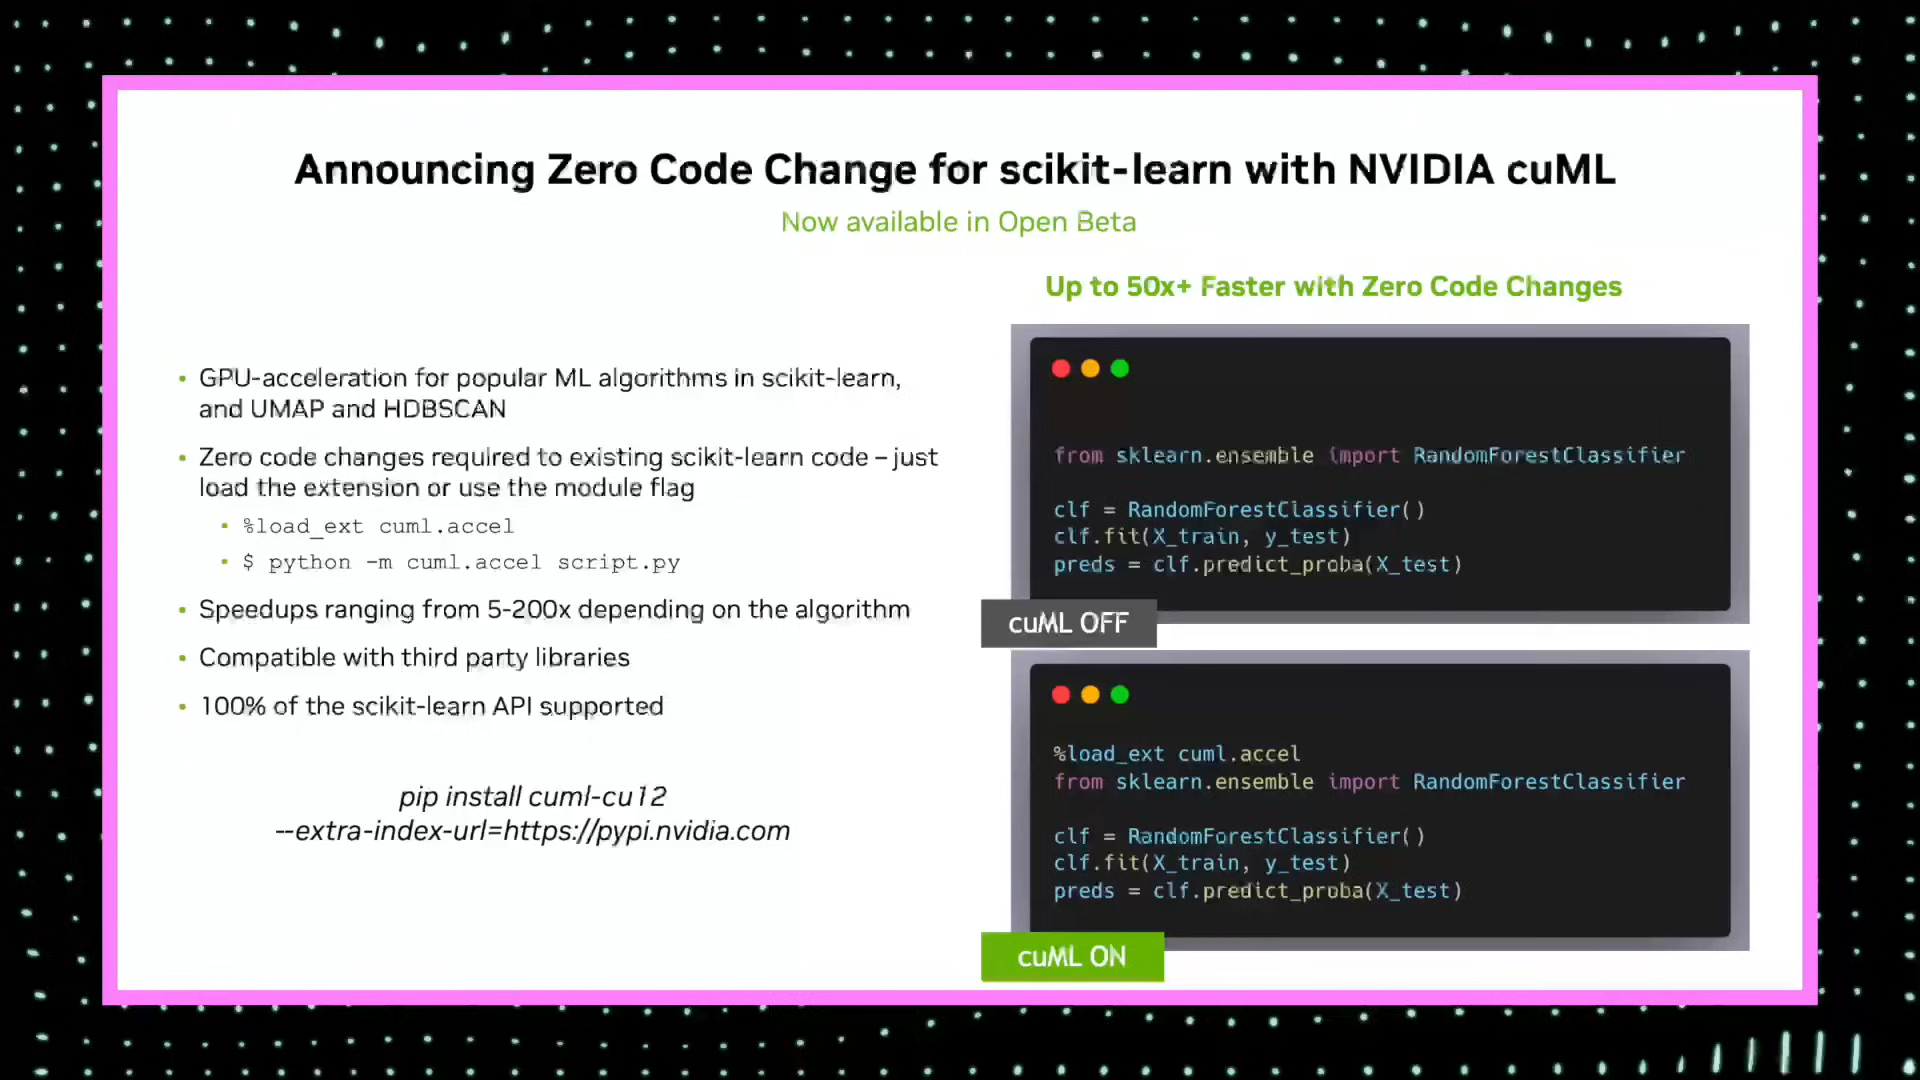 Announcing Zero Code Change for scikit-learn with NVIDIA cuML
Now available in Open Beta
• GPU-acceleration for popular ML algorithms in scikit-learn,
and UMAP and HDBSCAN
• Zero code changes required to existing scikit-learn code – just
load the extension or use the module flag
• %load_ext cuml.accel
• $ python -m cuml.accel script.py
• Speedups ranging from 5-200x depending on the algorithm
• Compatible with third party libraries
• 100% of the scikit-learn API supported
pip install cuml-cu12
--extra-index-url=https://pypi.nvidia.com
Up to 50x+ Faster with Zero Code Changes
from sklearn.ensemble import RandomForestClassifier
clf = RandomForestClassifier()
clf.fit(X_train, y_test)
preds = clf.predict_proba(X_test)
cuML OFF
%load_ext cuml.accel
from sklearn.ensemble import RandomForestClassifier
clf = RandomForestClassifier()
clf.fit(X_train, y_test)
preds = clf.predict_proba(X_test)
cuML ON